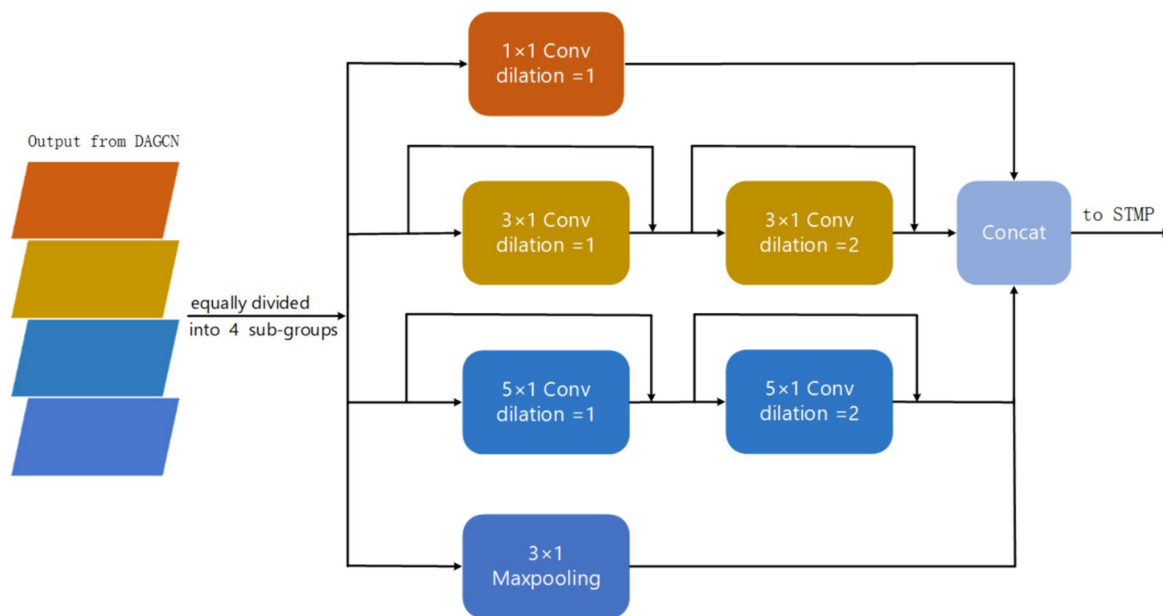 1×1 Conv
dilation =1
Output from DAGCN
3×1 Conv
dilation =1
3×1 Conv
dilation =2
Concat
to STMP
equally divided
into 4 sub-groups
5×1 Conv
dilation =1
5×1 Conv
dilation =2
3×1
Maxpooling